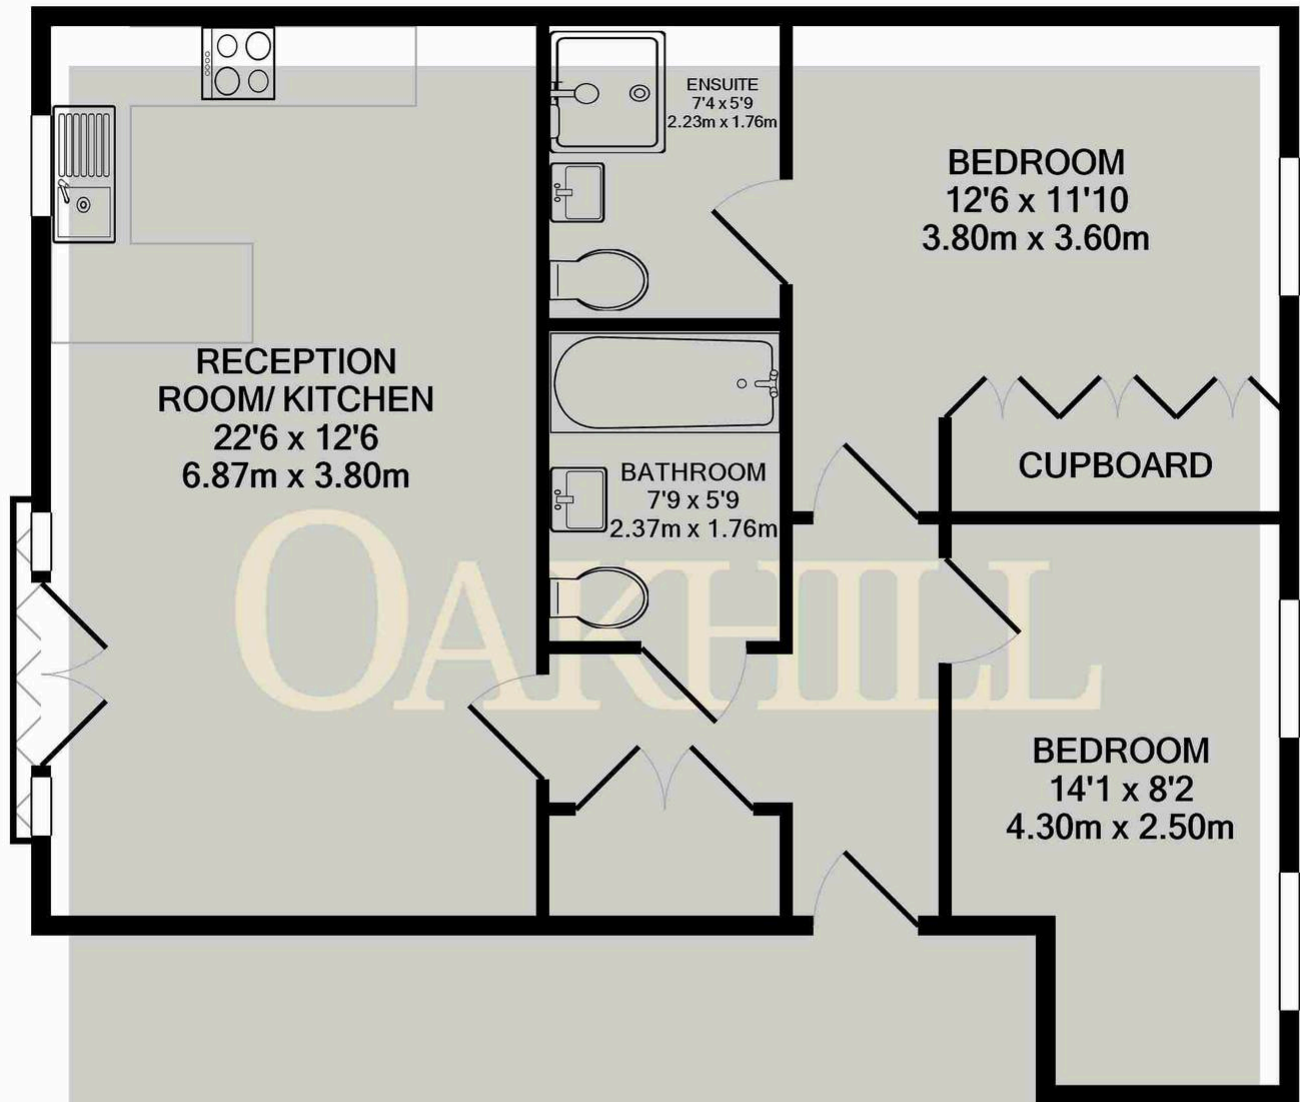 ENSUITE
7'4 x 5'9
2.23m x 1.76m
BEDROOM
12'6 x 11'10
3.80m x 3.60m
RECEPTION
ROOM/ KITCHEN
22'6 x 12'6
6.87m x 3.80m
CUPBOARD
BATHROOM
7'9 x 5'9
2.37m x 1.76m
OAKHILL
BEDROOM
14'1 x 8'2
4.30m x 2.50m